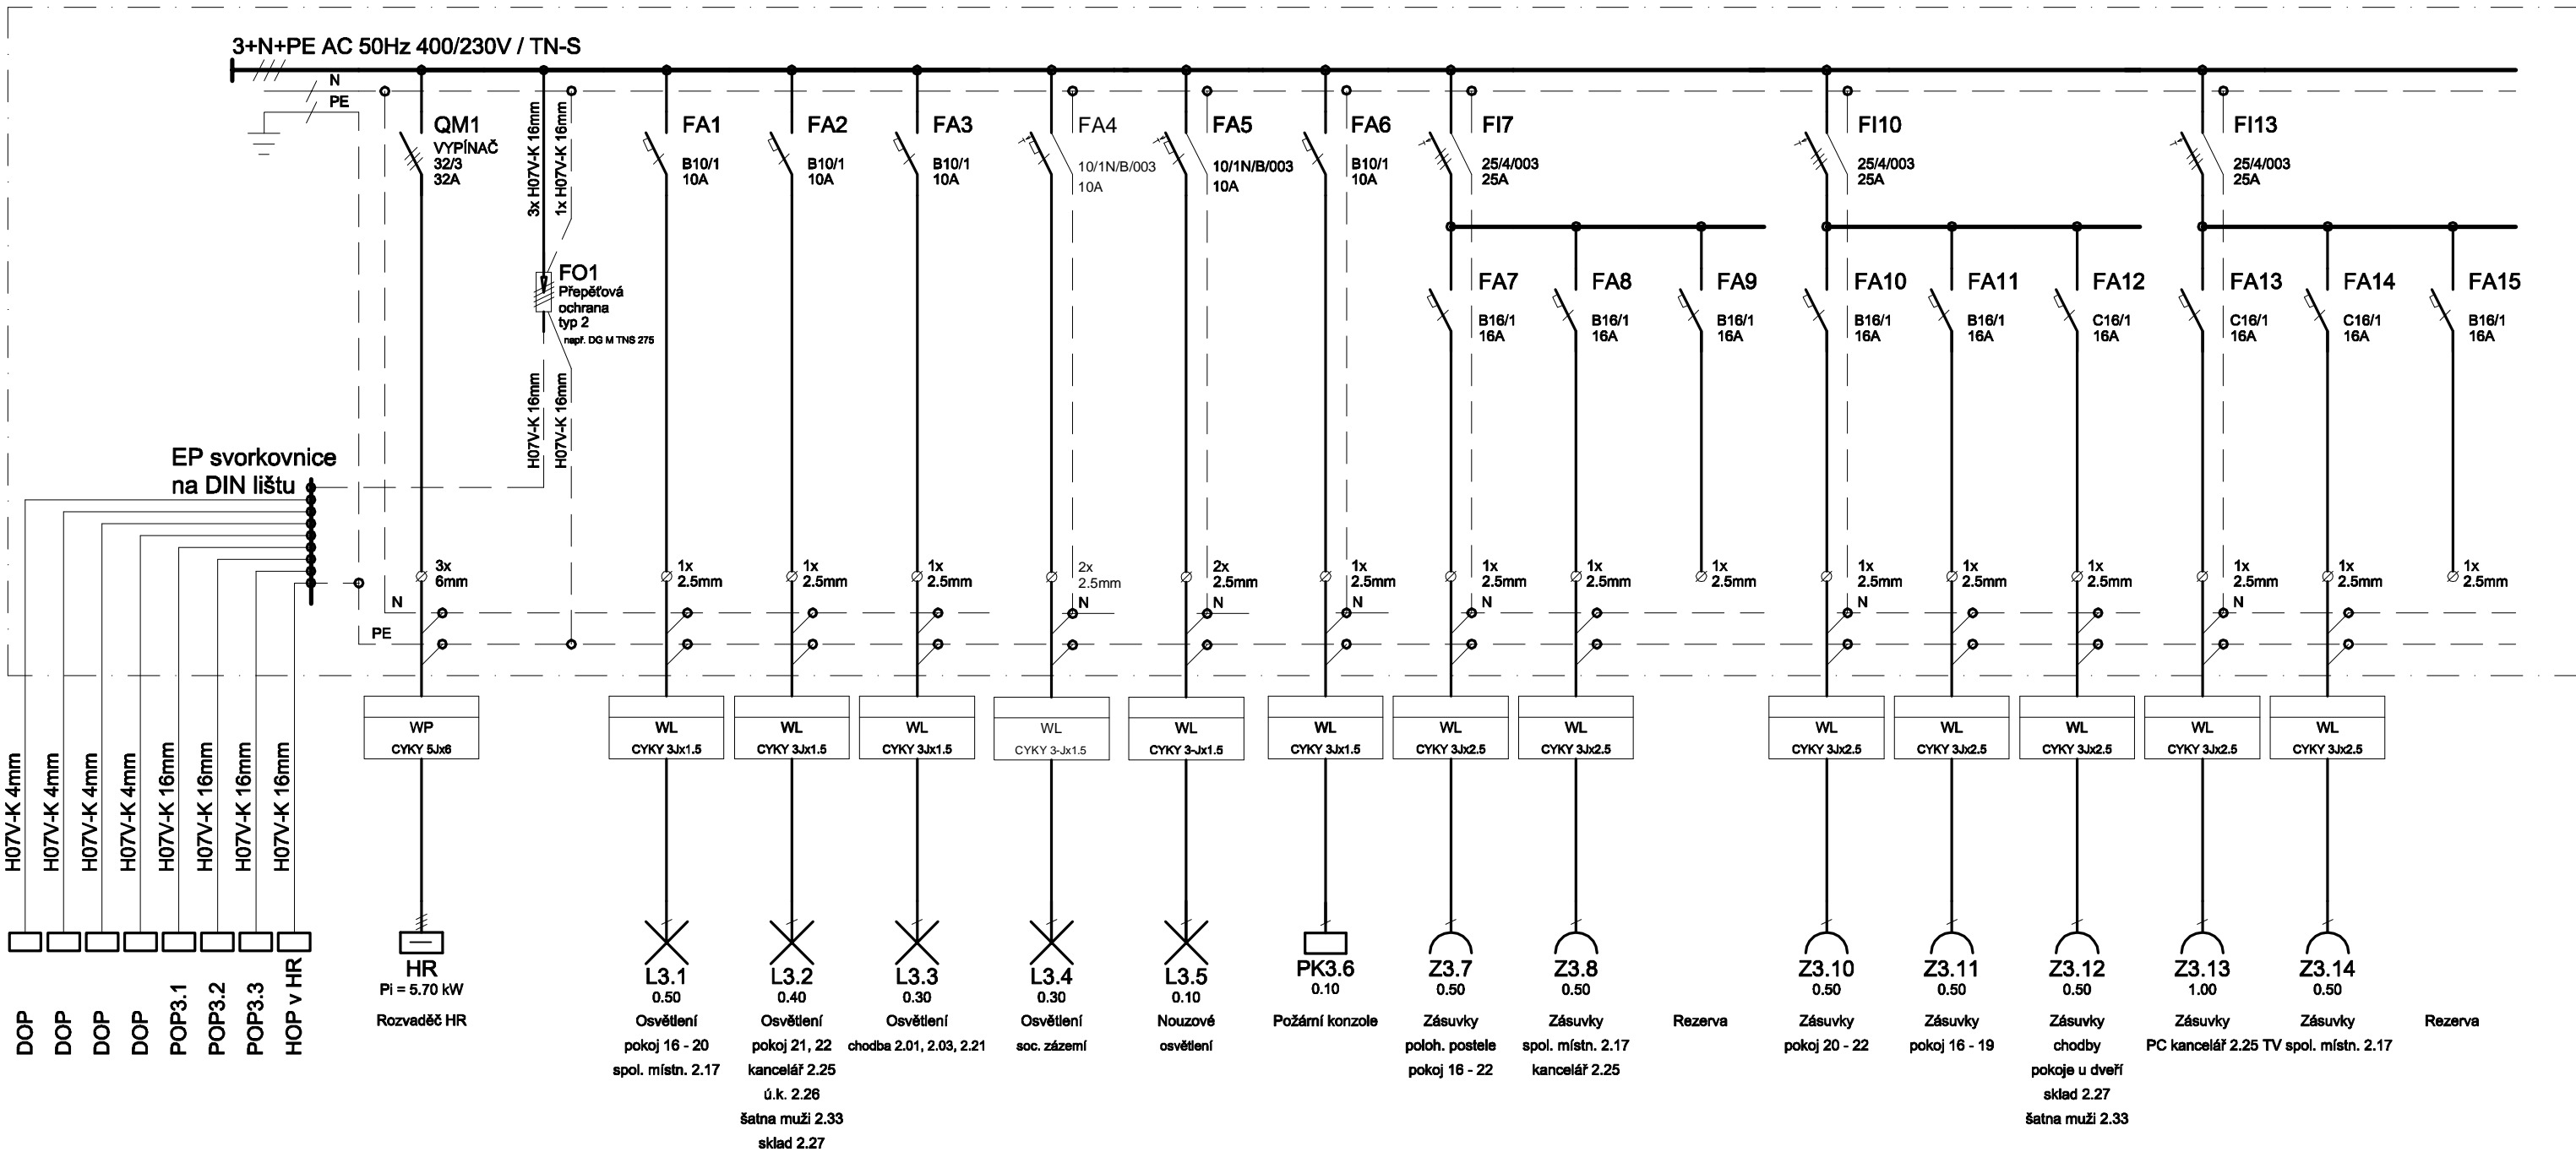 3+N+PE AC 50Hz 400/230V / TN-S
N
PE
QM1
VYPÍNAČ
32/3
32A
3x H07V-K 16mm
1x H07V-K 16mm
FO1
Přepěťová
ochrana
typ 2
např. DG M TNS 275
H07V-K 16mm
H07V-K 16mm
FA1
B10/1
10A
FA2
B10/1
10A
FA3
B10/1
10A
FA4
10/1N/B/003
10A
FA5
10/1N/B/003
10A
FA6
B10/1
10A
FI7
25/4/003
25A
FI10
25/4/003
25A
FI13
25/4/003
25A
FA7
B16/1
16A
FA8
B16/1
16A
FA9
B16/1
16A
FA10
B16/1
16A
FA11
B16/1
16A
FA12
C16/1
16A
FA13
C16/1
16A
FA14
C16/1
16A
FA15
B16/1
16A
EP svorkovnice
na DIN lištu
3x
6mm
1x
2.5mm
1x
2.5mm
1x
2.5mm
2x
2.5mm
2x
2.5mm
1x
2.5mm
1x
2.5mm
1x
2.5mm
1x
2.5mm
1x
2.5mm
1x
2.5mm
1x
2.5mm
1x
2.5mm
1x
2.5mm
1x
2.5mm
N
N
N
N
N
N
N
PE
WP
CYKY 5Jx6
WL
CYKY 3Jx1.5
WL
CYKY 3Jx1.5
WL
CYKY 3Jx1.5
WL
CYKY 3-Jx1.5
WL
CYKY 3-Jx1.5
WL
CYKY 3Jx1.5
WL
CYKY 3Jx2.5
WL
CYKY 3Jx2.5
WL
CYKY 3Jx2.5
WL
CYKY 3Jx2.5
WL
CYKY 3Jx2.5
WL
CYKY 3Jx2.5
WL
CYKY 3Jx2.5
H07V-K 4mm
H07V-K 4mm
H07V-K 4mm
H07V-K 4mm
H07V-K 16mm
H07V-K 16mm
H07V-K 16mm
H07V-K 16mm
DOP
DOP
DOP
DOP
POP3.1
POP3.2
POP3.3
HOP v HR
HR
Pi = 5.70 kW
Rozvaděč HR
L3.1
0.50
Osvětlení
pokoj 16 - 20
spol. místn. 2.17
L3.2
0.40
Osvětlení
pokoj 21, 22
kancelář 2.25
ú.k. 2.26
šatna muži 2.33
sklad 2.27
L3.3
0.30
Osvětlení
chodba 2.01, 2.03, 2.21
L3.4
0.30
Osvětlení
soc. zázemí
L3.5
0.10
Nouzové
osvětlení
PK3.6
0.10
Požární konzole
Z3.7
0.50
Zásuvky
poloh. postele
pokoj 16 - 22
Z3.8
0.50
Zásuvky
spol. místn. 2.17
kancelář 2.25
Rezerva
Z3.10
0.50
Zásuvky
pokoj 20 - 22
Z3.11
0.50
Zásuvky
pokoj 16 - 19
Z3.12
0.50
Zásuvky
chodby
pokoje u dveří
sklad 2.27
šatna muži 2.33
Z3.13
1.00
Zásuvky
PC kancelář 2.25
Z3.14
0.50
Zásuvky
TV spol. místn. 2.17
Rezerva